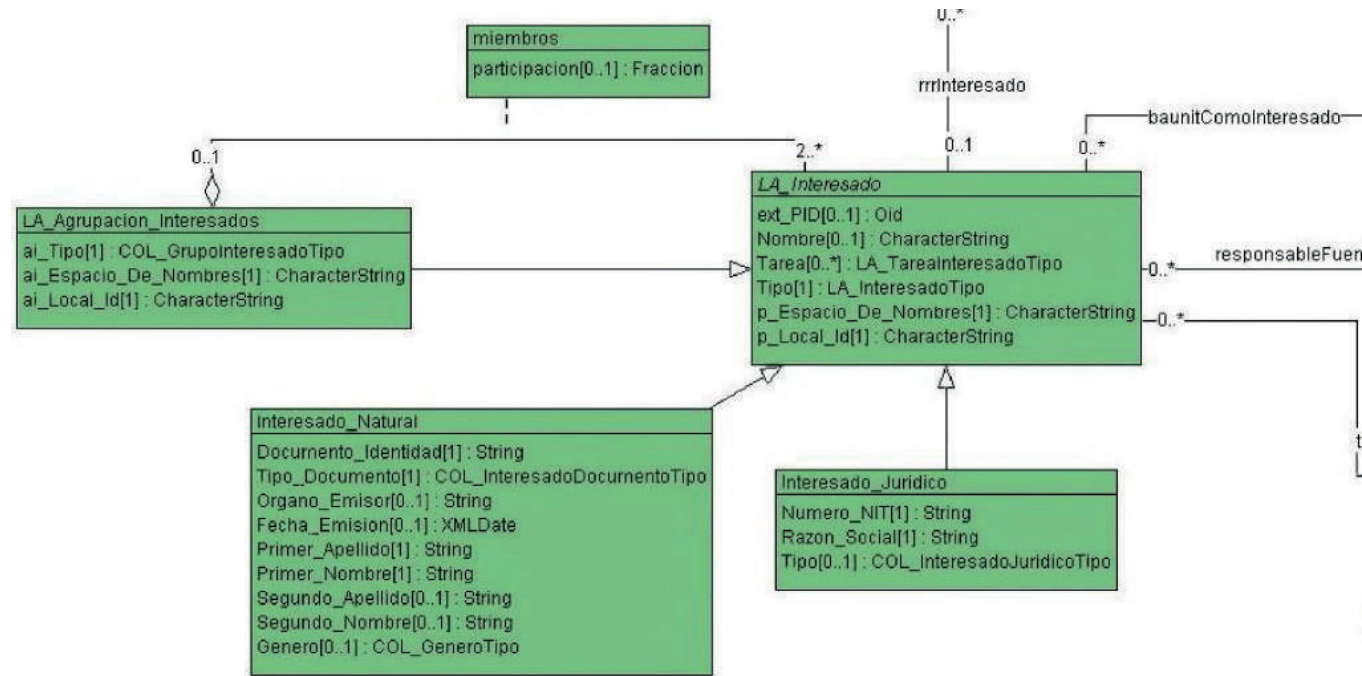 0..*
miembros
participacion[0..1] : Fraccion
rrrInteresado
baunitComoInteresado
0..1
2..*
0..1
0..*
LA_Interesado
ext_PID[0..1] : Oid
Nombre[0..1] : CharacterString
Tarea[0..*] : LA_TareaInteresadoTipo
Tipo[1] : LA_InteresadoTipo
p_Espacio_De_Nombres[1] : CharacterString
p_Local_Id[1] : CharacterString
LA_Agrupacion_Interesados
ai_Tipo[1] : COL_GrupoInteresadoTipo
ai_Espacio_De_Nombres[1] : CharacterString
ai_Local_Id[1] : CharacterString
0..*
responsableFuen
0..*
Interesado_Natural
Documento_Identidad[1] : String
Tipo_Documento[1] : COL_InteresadoDocumentoTipo
Organo_Emisor[0..1] : String
Fecha_Emision[0..1] : XMLDate
Primer_Apellido[1] : String
Primer_Nombre[1] : String
Segundo_Apellido[0..1] : String
Segundo_Nombre[0..1] : String
Genero[0..1] : COL_GeneroTipo
Interesado_Juridico
Numero_NIT[1] : String
Razon_Social[1] : String
Tipo[0..1] : COL_InteresadoJuridicoTipo
t